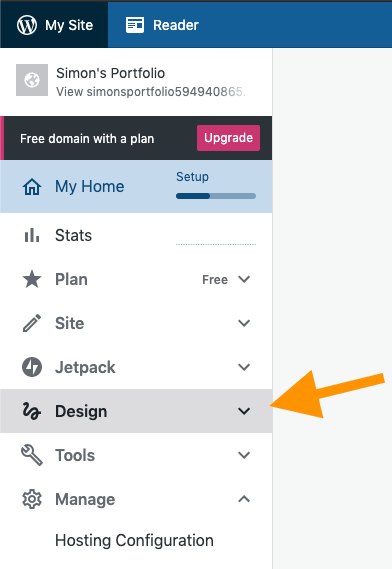 My Site Reader
Simon's Portfolio
View simonsportfolio594940865.
Free domain with a plan Upgrade
My Home Setup
Stats
Plan Free
Site
Jetpack
Design
Tools
Manage
Hosting Configuration